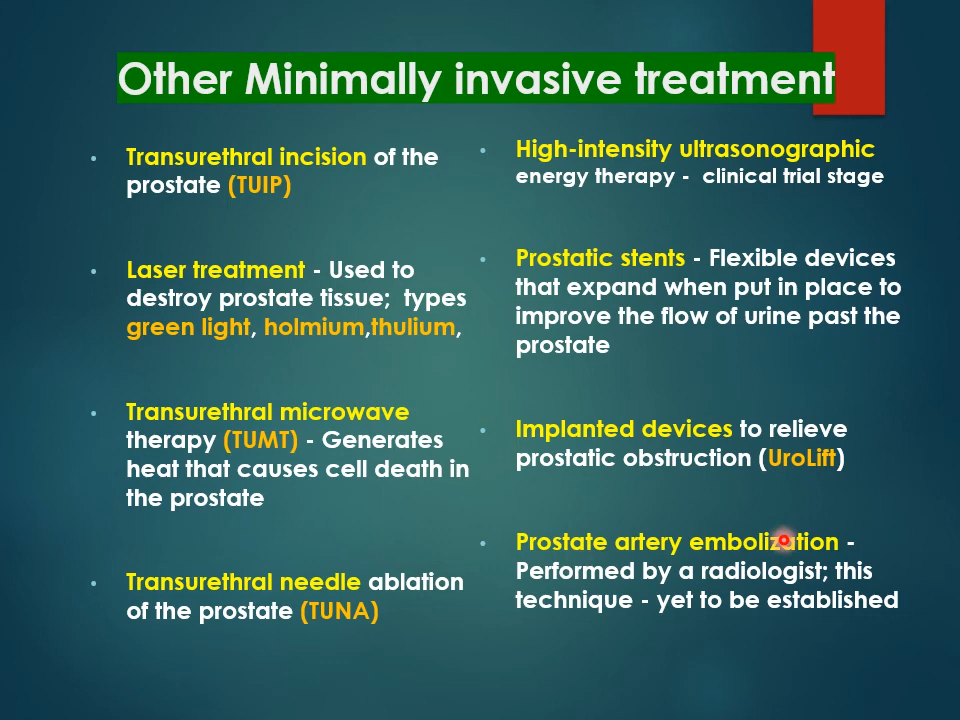 Other Minimally invasive treatment
• Transurethral incision of the
prostate (TUIP)
• Laser treatment - Used to
destroy prostate tissue; types
green light, holmium,thulium,
• Transurethral microwave
therapy (TUMT) - Generates
heat that causes cell death in
the prostate
• Transurethral needle ablation
of the prostate (TUNA)
• High-intensity ultrasonographic
energy therapy - clinical trial stage
• Prostatic stents - Flexible devices
that expand when put in place to
improve the flow of urine past the
prostate
• Implanted devices to relieve
prostatic obstruction (UroLift)
• Prostate artery embolization -
Performed by a radiologist; this
technique - yet to be established